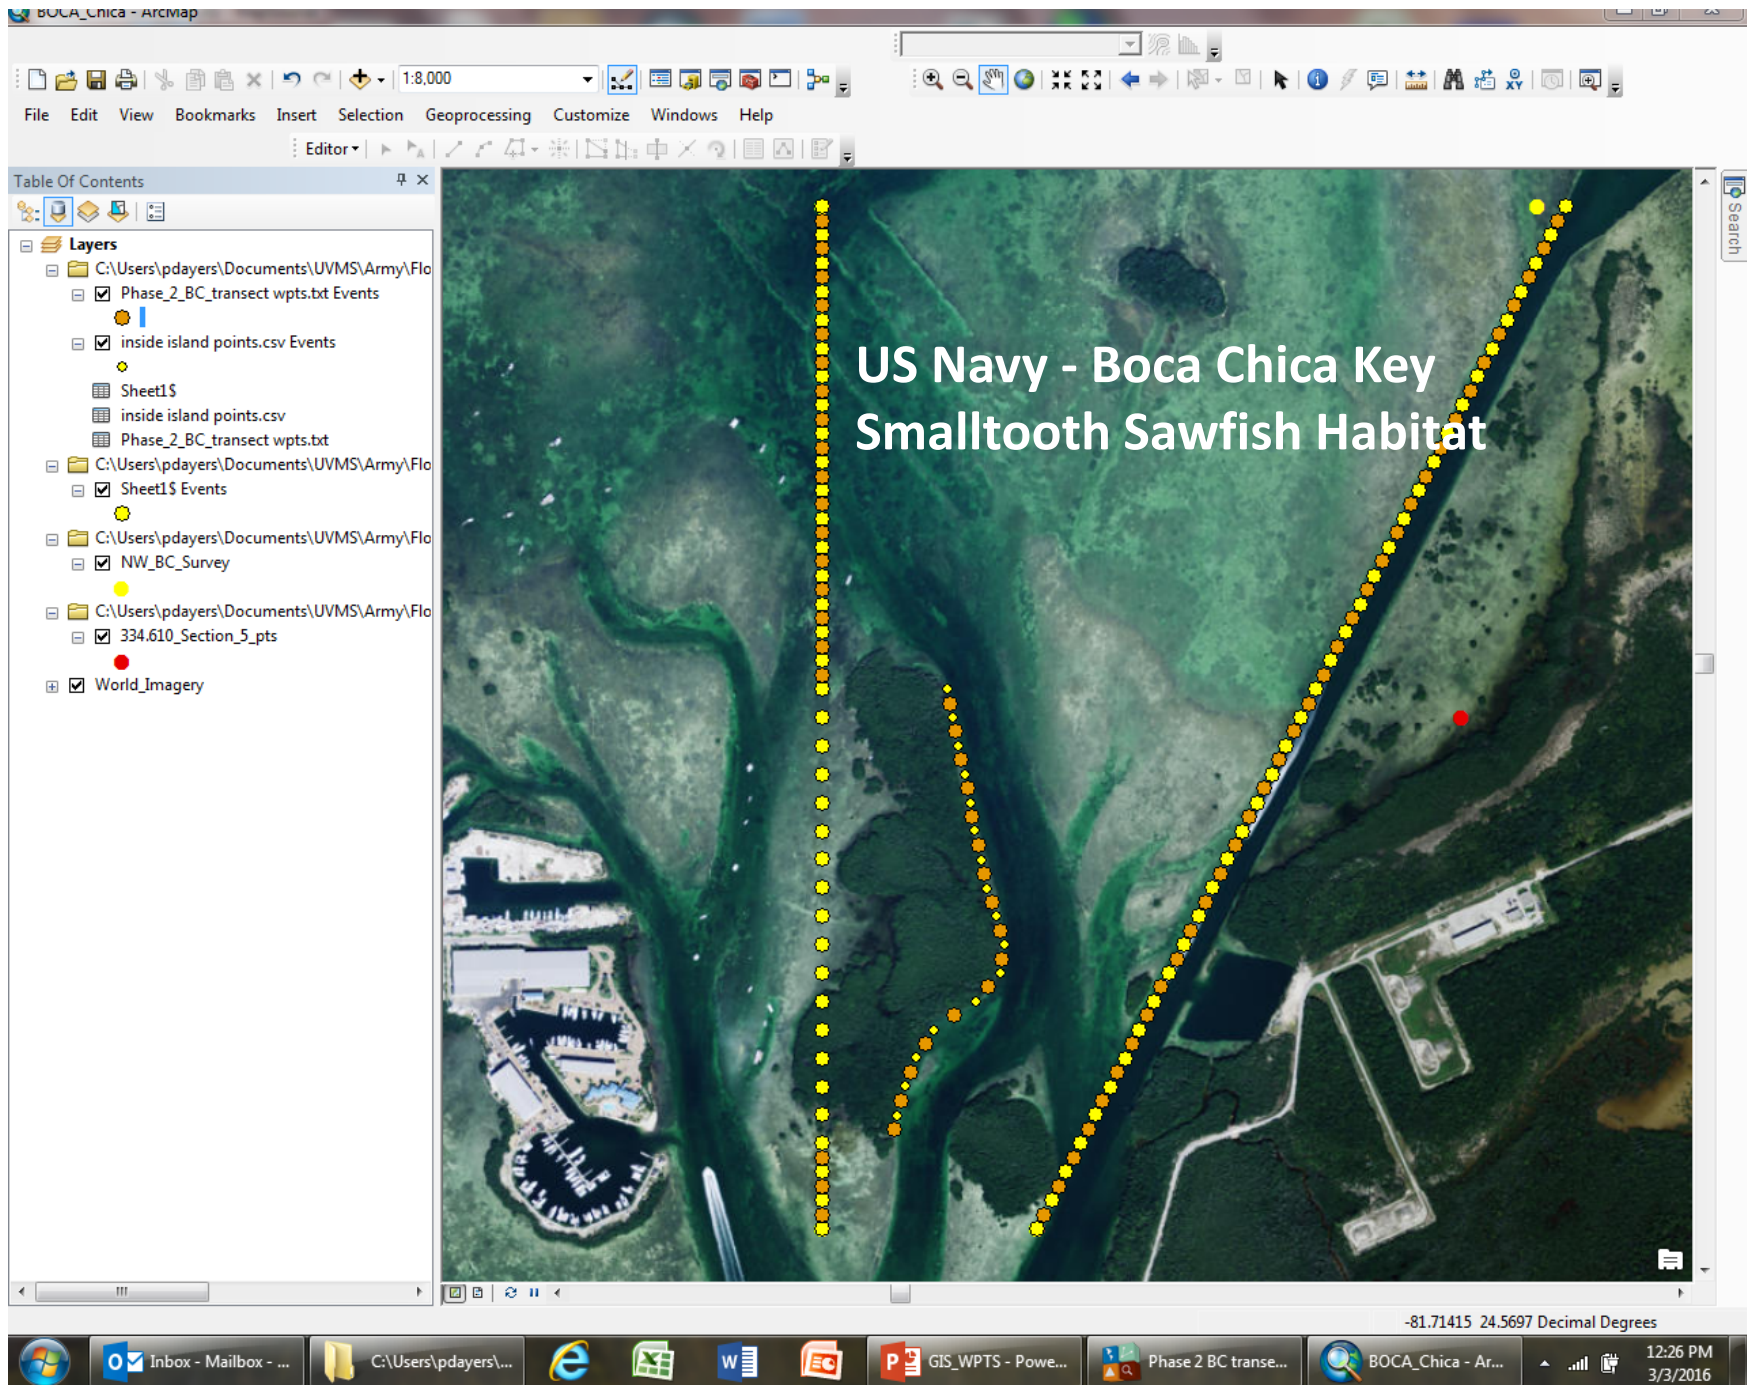 BOCA_Chica - ArcMap
1:8,000
File Edit View Bookmarks Insert Selection Geoprocessing Customize Windows Help
Editor
Table Of Contents
Layers
C:\Users\pdayers\Documents\UVMS\Army\Flo
Phase_2_BC_transect wpts.txt Events
inside island points.csv Events
Sheet1$
inside island points.csv
Phase_2_BC_transect wpts.txt
C:\Users\pdayers\Documents\UVMS\Army\Flo
Sheet1$ Events
C:\Users\pdayers\Documents\UVMS\Army\Flo
NW_BC_Survey
C:\Users\pdayers\Documents\UVMS\Army\Flo
334.610_Section_5_pts
World_Imagery
US Navy - Boca Chica Key
Smalltooth Sawfish Habitat
Search
-81.71415 24.5697 Decimal Degrees
Inbox - Mailbox - ...
C:\Users\pdayers\...
GIS_WPTS - Powe...
Phase 2 BC transe...
BOCA_Chica - Ar...
12:26 PM
3/3/2016